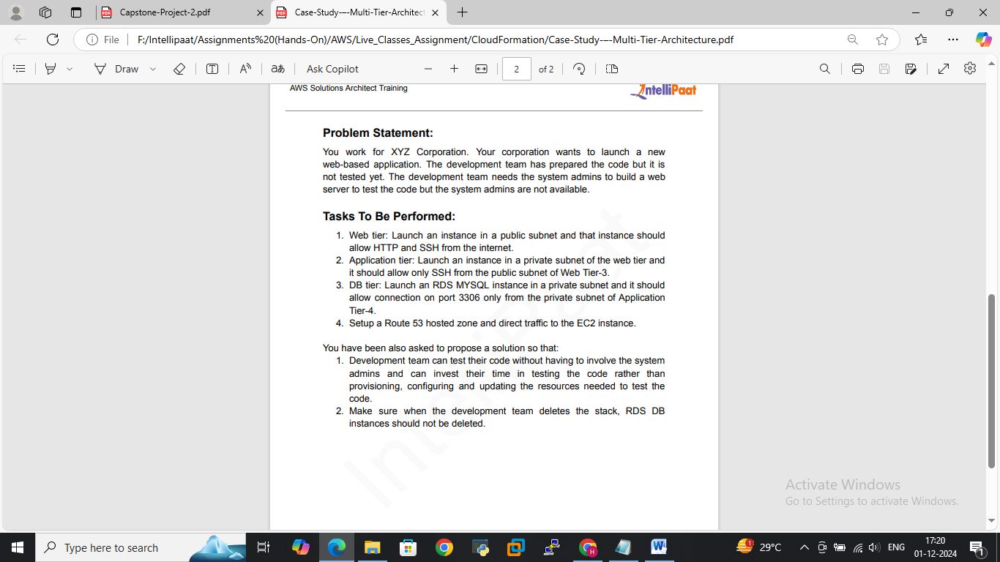 Capstone-Project-2.pdf
Case-Study-–-Multi-Tier-Architect
File
F:/Intellipaat/Assignments%20(Hands-On)/AWS/Live_Classes_Assignment/CloudFormation/Case-Study-–-Multi-Tier-Architecture.pdf
Draw
Ask Copilot
2
of 2
AWS Solutions Architect Training
IntelliPaat
Problem Statement:
You work for XYZ Corporation. Your corporation wants to launch a new
web-based application. The development team has prepared the code but it is
not tested yet. The development team needs the system admins to build a web
server to test the code but the system admins are not available.
Tasks To Be Performed:
1. Web tier: Launch an instance in a public subnet and that instance should
allow HTTP and SSH from the internet.
2. Application tier: Launch an instance in a private subnet of the web tier and
it should allow only SSH from the public subnet of Web Tier-3.
3. DB tier: Launch an RDS MYSQL instance in a private subnet and it should
allow connection on port 3306 only from the private subnet of Application
Tier-4.
4. Setup a Route 53 hosted zone and direct traffic to the EC2 instance.
You have been also asked to propose a solution so that:
1. Development team can test their code without having to involve the system
admins and can invest their time in testing the code rather than
provisioning, configuring and updating the resources needed to test the
code.
2. Make sure when the development team deletes the stack, RDS DB
instances should not be deleted.
IntelliPaat
Activate Windows
Go to Settings to activate Windows.
Type here to search
29°C
ENG
17:20
01-12-2024